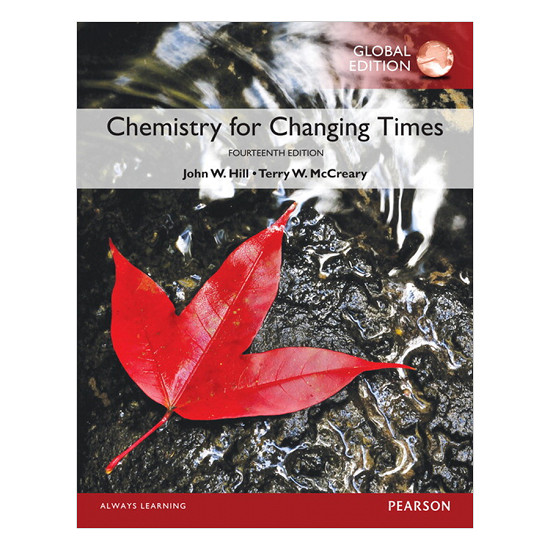 GLOBAL
EDITION
Chemistry for Changing Times
FOURTEENTH EDITION
John W. Hill • Terry W. McCreary
ALWAYS LEARNING
PEARSON